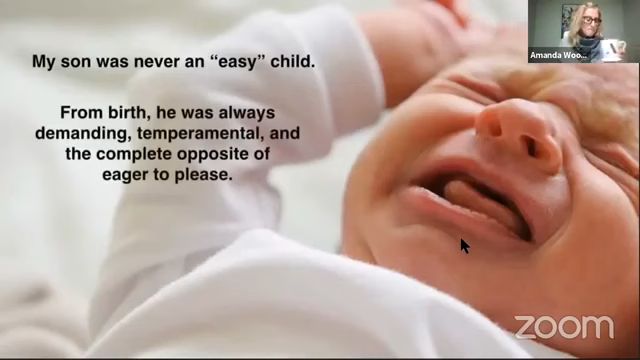 My son was never an “easy” child.
From birth, he was always
demanding, temperamental, and
the complete opposite of
eager to please.
Amanda Woo...
zoom